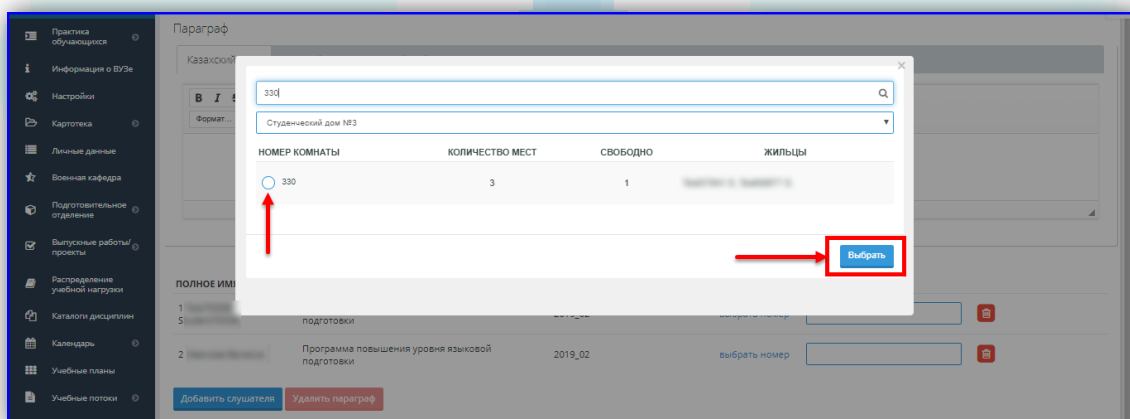 Практика
обучающихся
Информация о ВУЗе
Настройки
Картотека
Личные данные
Военная кафедра
Подготовительное
отделение
Выпускные работы/
проекты
Распределение
учебной нагрузки
Каталоги дисциплин
Календарь
Учебные планы
Учебные потоки
Параграф
Казахский
B I
Формат...
×
330
Студенческий дом №3
НОМЕР КОМНАТЫ КОЛИЧЕСТВО МЕСТ СВОБОДНО ЖИЛЬЦЫ
330 3 1
Выбрать
ПОЛНОЕ ИМЯ
1
подготовки 2019_02 выбрать номер
2 Программа повышения уровня языковой
подготовки 2019_02 выбрать номер
Добавить слушателя Удалить параграф